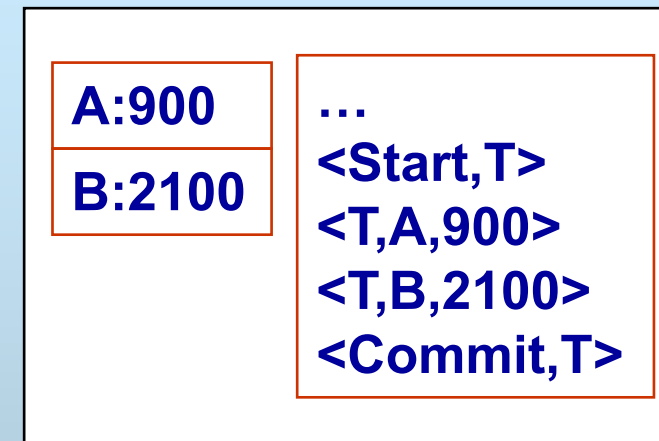 A:900
B:2100
…
<Start,T>
<T,A,900>
<T,B,2100>
<Commit,T>